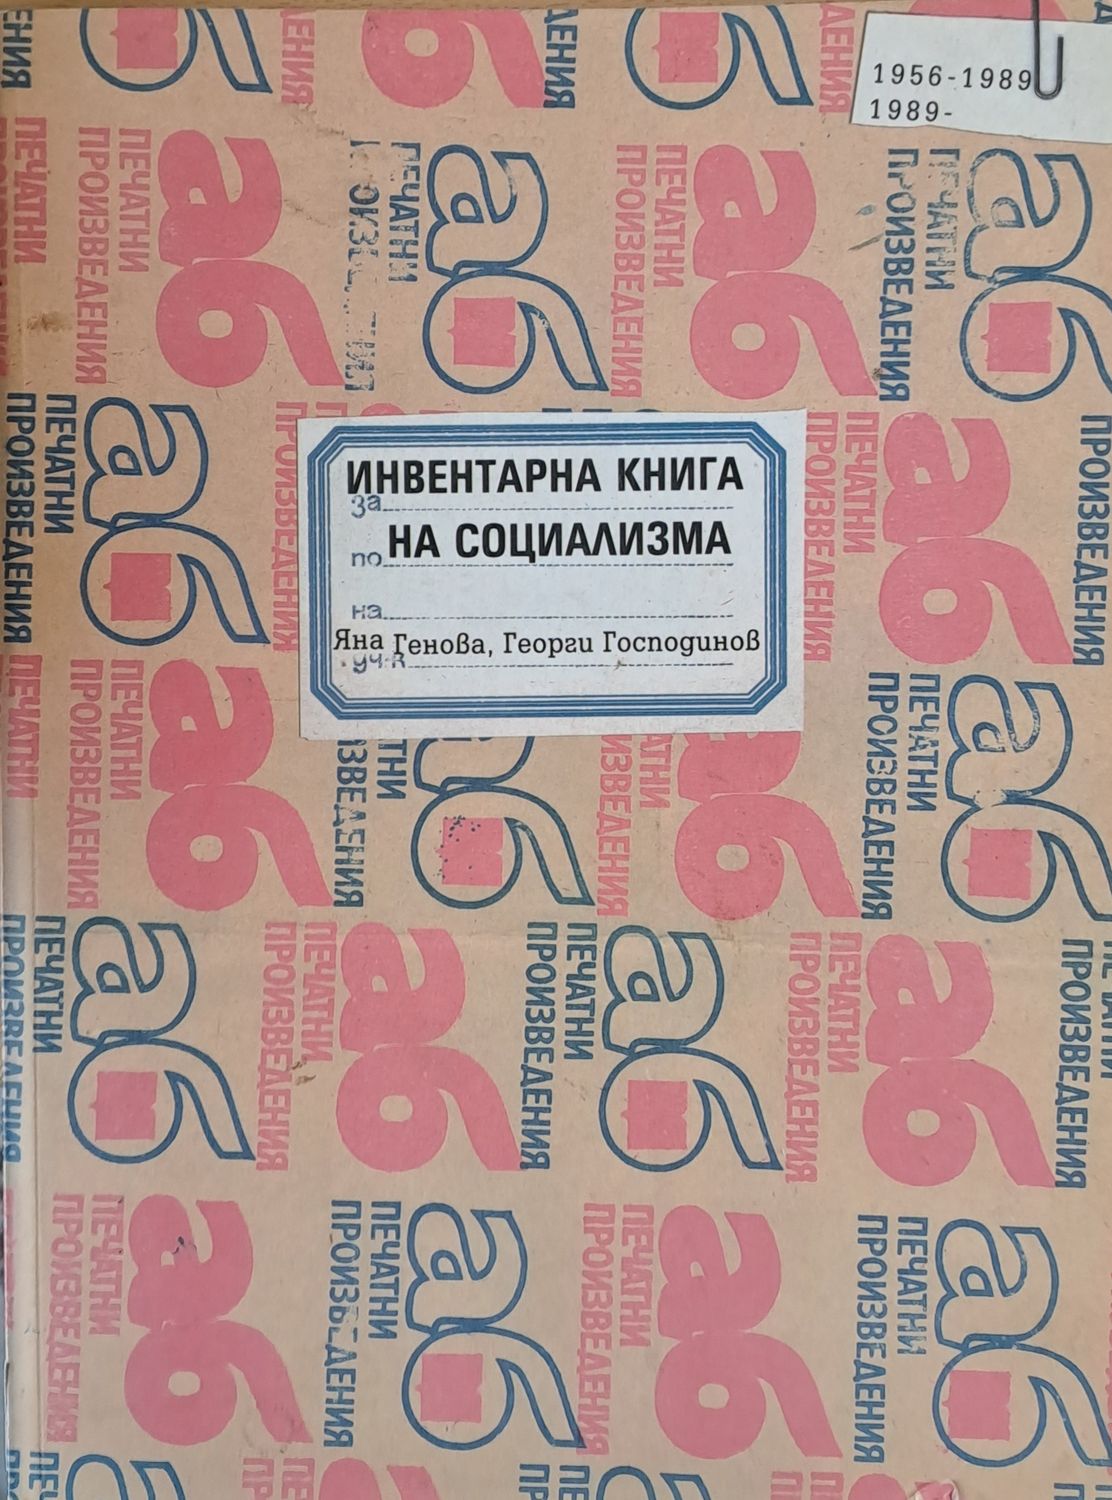 1956-1989
1989-
ИНВЕНТАРНА КНИГА
за
НА СОЦИАЛИЗМА
по
на
Яна Генова, Георги Господинов
уч-к
аб
ПЕЧАТНИ
ПРОИЗВЕДЕНИЯ